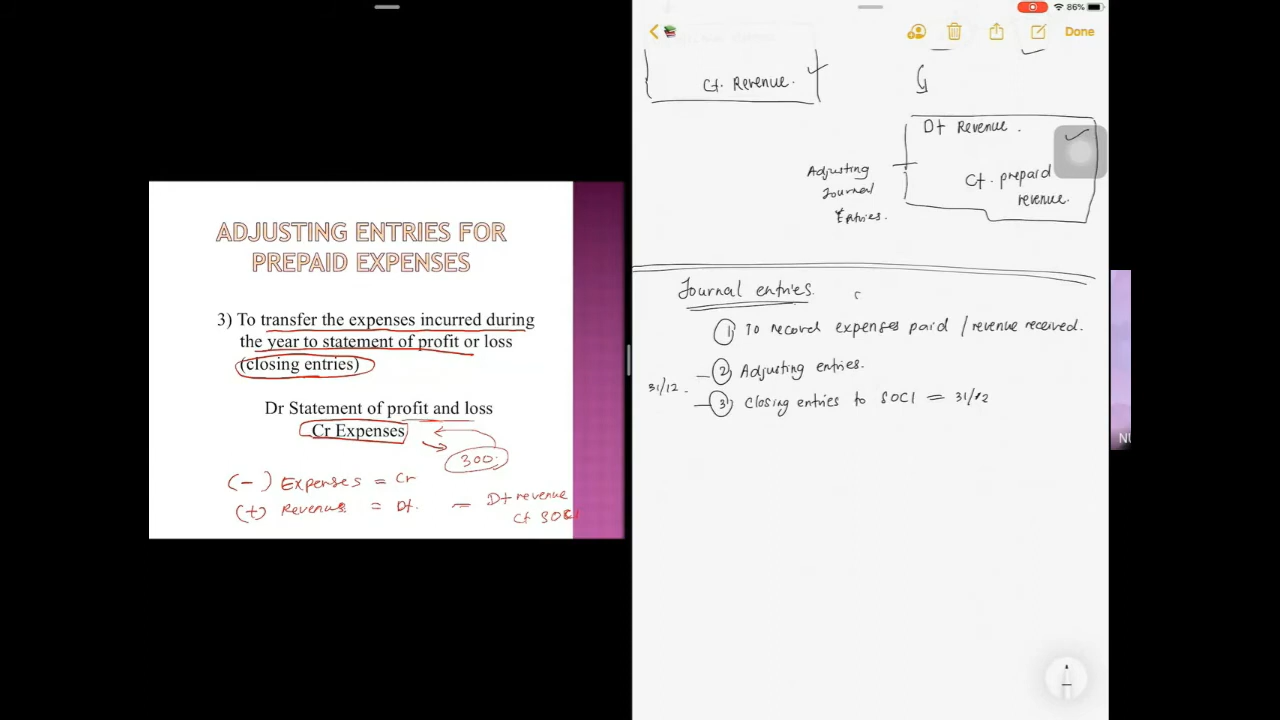 ADJUSTING ENTRIES FOR
PREPAID EXPENSES
3) To transfer the expenses incurred during
the year to statement of profit or loss
(closing entries)
Dr Statement of profit and loss
Cr Expenses
300
(-) Expenses = Cr
(+) Revenue = Dt. = Dt revenue
Ct SOCI
86%
Done
Ct. Revenue.
Dt Revenue.
Ct. prepaid
revenue.
Adjusting
Journal
Entries.
Journal entries.
1) To record expenses paid / revenue received.
2) Adjusting entries.
31/12
3) Closing entries to SOCI = 31/12
NU